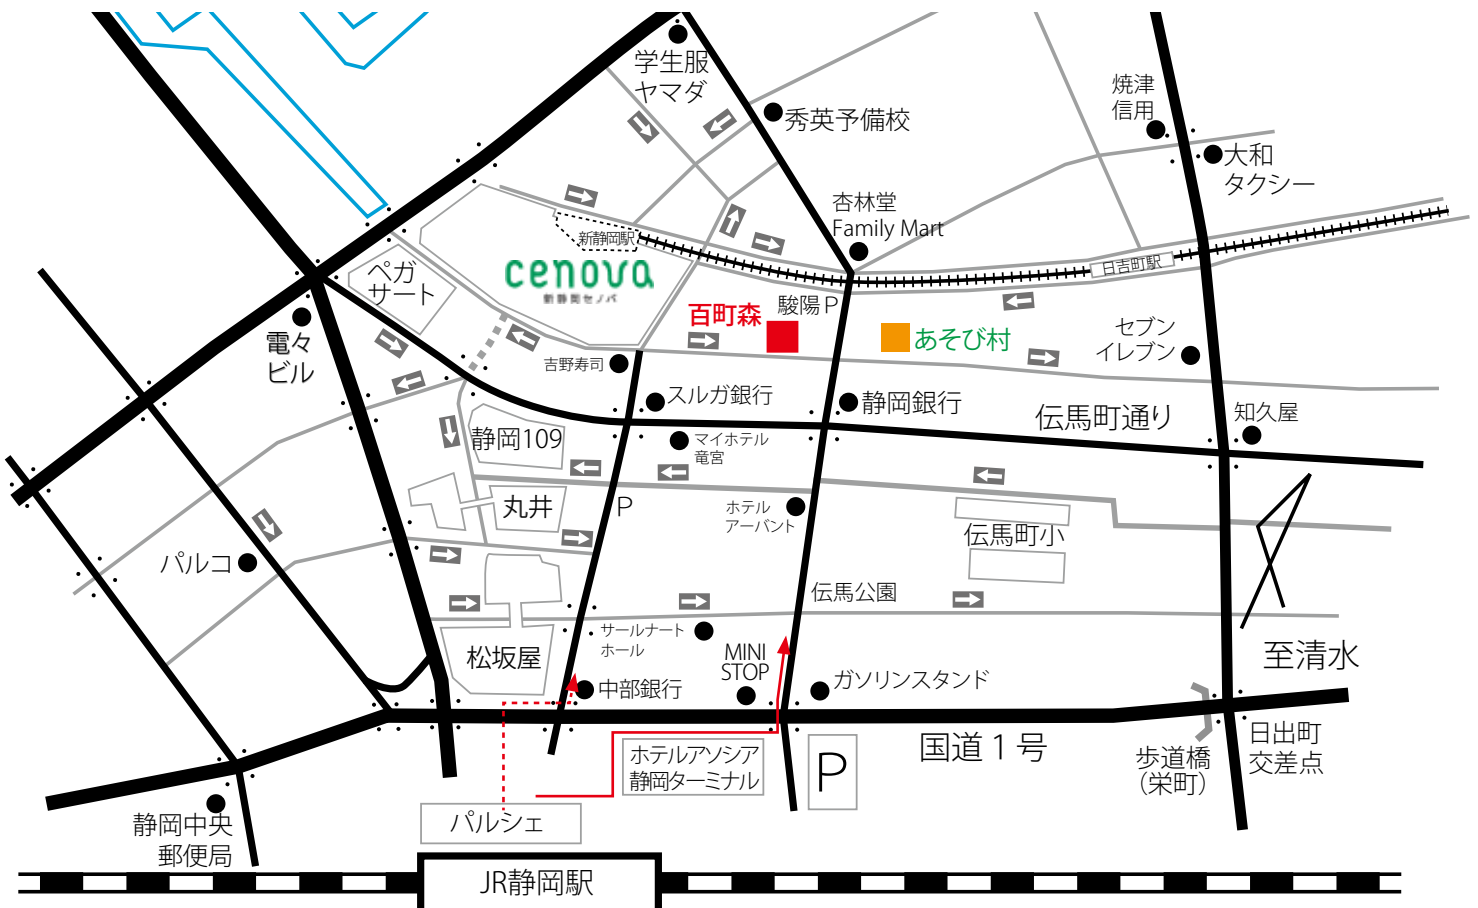 学生服
ヤマダ
秀英予備校
焼津
信用
大和
タクシー
杏林堂
Family Mart
新静岡駅
cenova
新静岡セノバ
ペガ
サート
日吉町駅
百町森
駿陽P
あそび村
セブン
イレブン
電々
ビル
吉野寿司
スルガ銀行
静岡銀行
伝馬町通り
知久屋
静岡109
マイホテル
竜宮
丸井
P
ホテル
アーバント
伝馬町小
パルコ
伝馬公園
サールナート
ホール
松坂屋
MINI
STOP
中部銀行
ガソリンスタンド
至清水
国道1号
ホテルアソシア
静岡ターミナル
P
歩道橋
(栄町)
日出町
交差点
パルシェ
静岡中央
郵便局
JR静岡駅